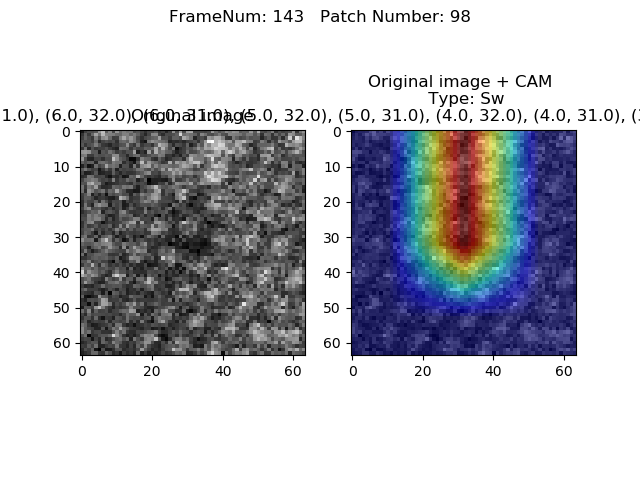 FrameNum: 143   Patch Number: 98
Original image + CAM
Type: Sw
1.0), (6.0, 32.0), (6.0, 31.0), (5.0, 32.0), (5.0, 31.0), (4.0, 32.0), (4.0, 31.0), (3
Original image
0
10
20
30
40
50
60
0 20 40 60
0
10
20
30
40
50
60
0 20 40 60